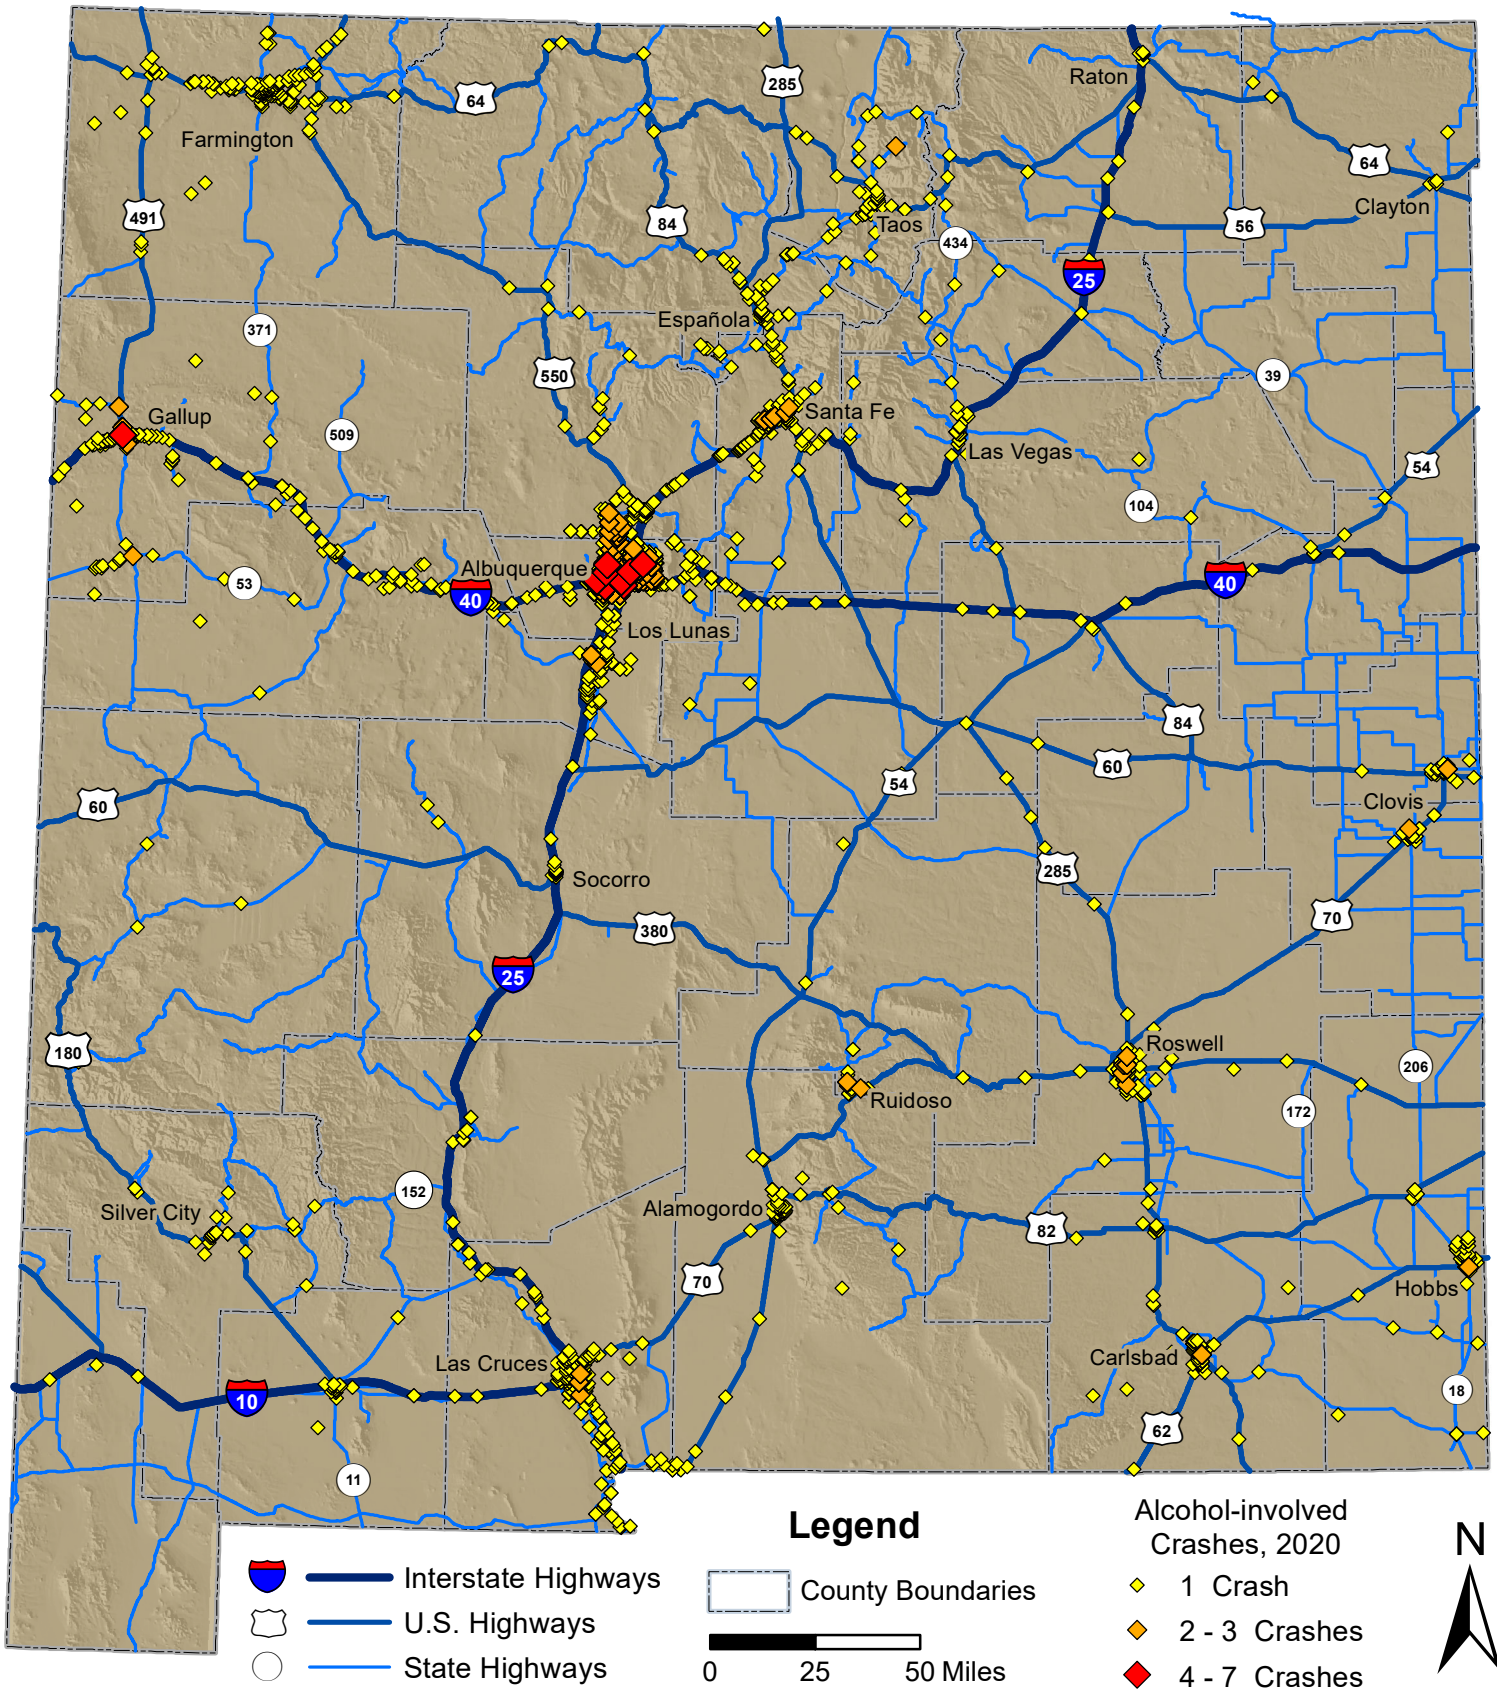 285
Raton
64
Farmington
64
491
84
Taos
Clayton
56
434
25
371
Española
550
39
Gallup
Santa Fe
509
Las Vegas
54
104
Albuquerque
53
40
40
Los Lunas
84
60
54
60
Clovis
285
Socorro
70
380
25
180
Roswell
206
Ruidoso
172
152
Silver City
Alamogordo
82
70
Hobbs
Las Cruces
Carlsbad
10
18
62
11
Legend
Interstate Highways
U.S. Highways
State Highways
County Boundaries
0 25 50 Miles
Alcohol-involved
Crashes, 2020
1 Crash
2 - 3 Crashes
4 - 7 Crashes
N